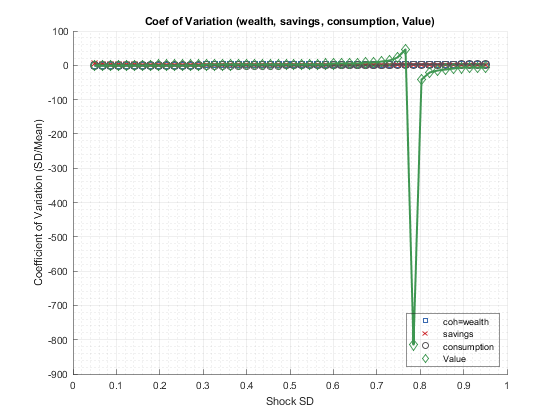 Coef of Variation (wealth, savings, consumption, Value)
100
0
-100
-200
-300
-400
-500
-600
-700
-800
-900
Coefficient of Variation (SD/Mean)
0 0.1 0.2 0.3 0.4 0.5 0.6 0.7 0.8 0.9 1
Shock SD
coh=wealth
savings
consumption
Value